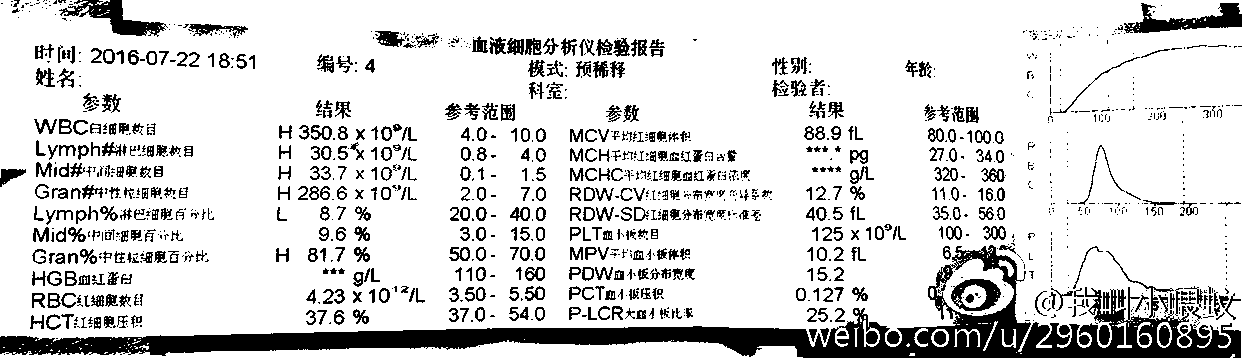 血液细胞分析仪检验报告
时间: 2016-07-22 18:51 编号: 4 模式: 预稀释 性别: 年龄:
姓名: 科室: 检验者:
参数 结果 参考范围 参数 结果 参考范围
WBC白细胞数目 H 350.8 x 10^9/L 4.0- 10.0 MCV平均红细胞体积 88.9 fL 80.0-100.0
Lymph#淋巴细胞数目 H 30.5*x 10^9/L 0.8- 4.0 MCH平均红细胞血红蛋白含量 ***.* pg 27.0- 34.0
Mid#中间细胞数目 H 33.7 x 10^9/L 0.1- 1.5 MCHC平均红细胞血红蛋白浓度 **** g/L 320- 360
Gran#中性粒细胞数目 H 286.6 x 10^9/L 2.0- 7.0 RDW-CV红细胞分布宽度变异系数 12.7 % 11.0-16.0
Lymph%淋巴细胞百分比 L 8.7 % 20.0- 40.0 RDW-SD红细胞分布宽度标准差 40.5 fL 35.0- 56.0
Mid%中间细胞百分比 9.6 % 3.0- 15.0 PLT血小板数目 125 x 10^9/L 100- 300
Gran%中性粒细胞百分比 H 81.7 % 50.0- 70.0 MPV平均血小板体积 10.2 fL 6.5
HGB血红蛋白 *** g/L 110- 160 PDW血小板分布宽度 15.2
RBC红细胞数目 4.23 x 10^12/L 3.50- 5.50 PCT血小板压积 0.127 %
HCT红细胞压积 37.6 % 37.0- 54.0 P-LCR大血小板比率 25.2 %
WBC
100 200 300
RBC
0 50 100 150 200
PLT
weibo.com/u/2960160895